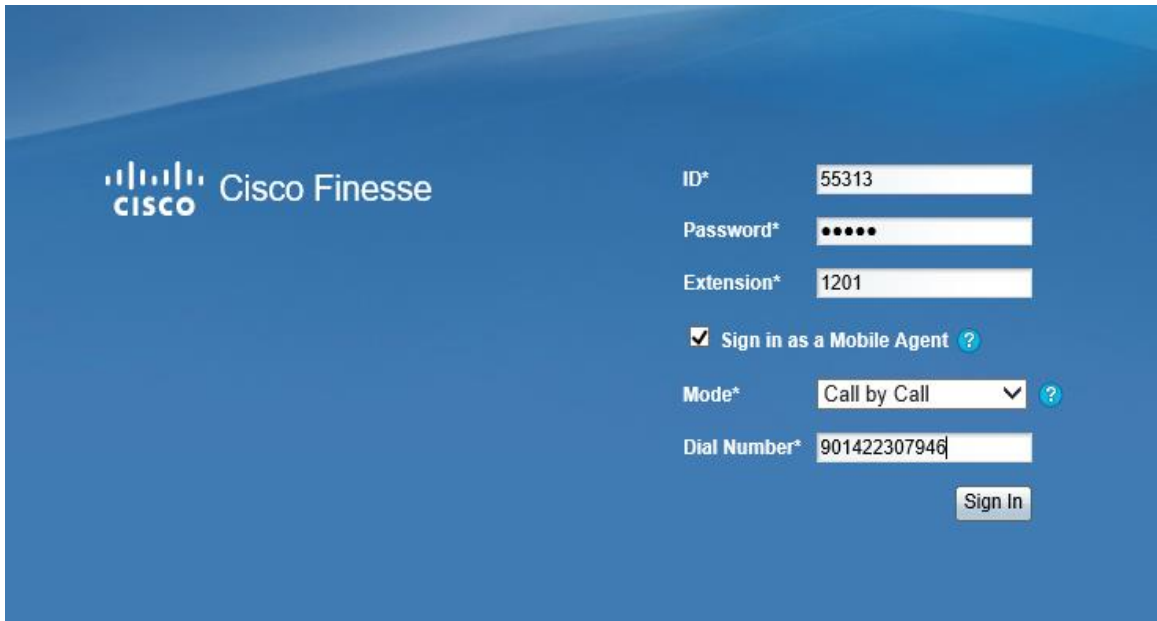 CISCO Cisco Finesse
ID* 55313
Password* •••••
Extension* 1201
Sign in as a Mobile Agent ?
Mode* Call by Call ?
Dial Number* 901422307946
Sign In